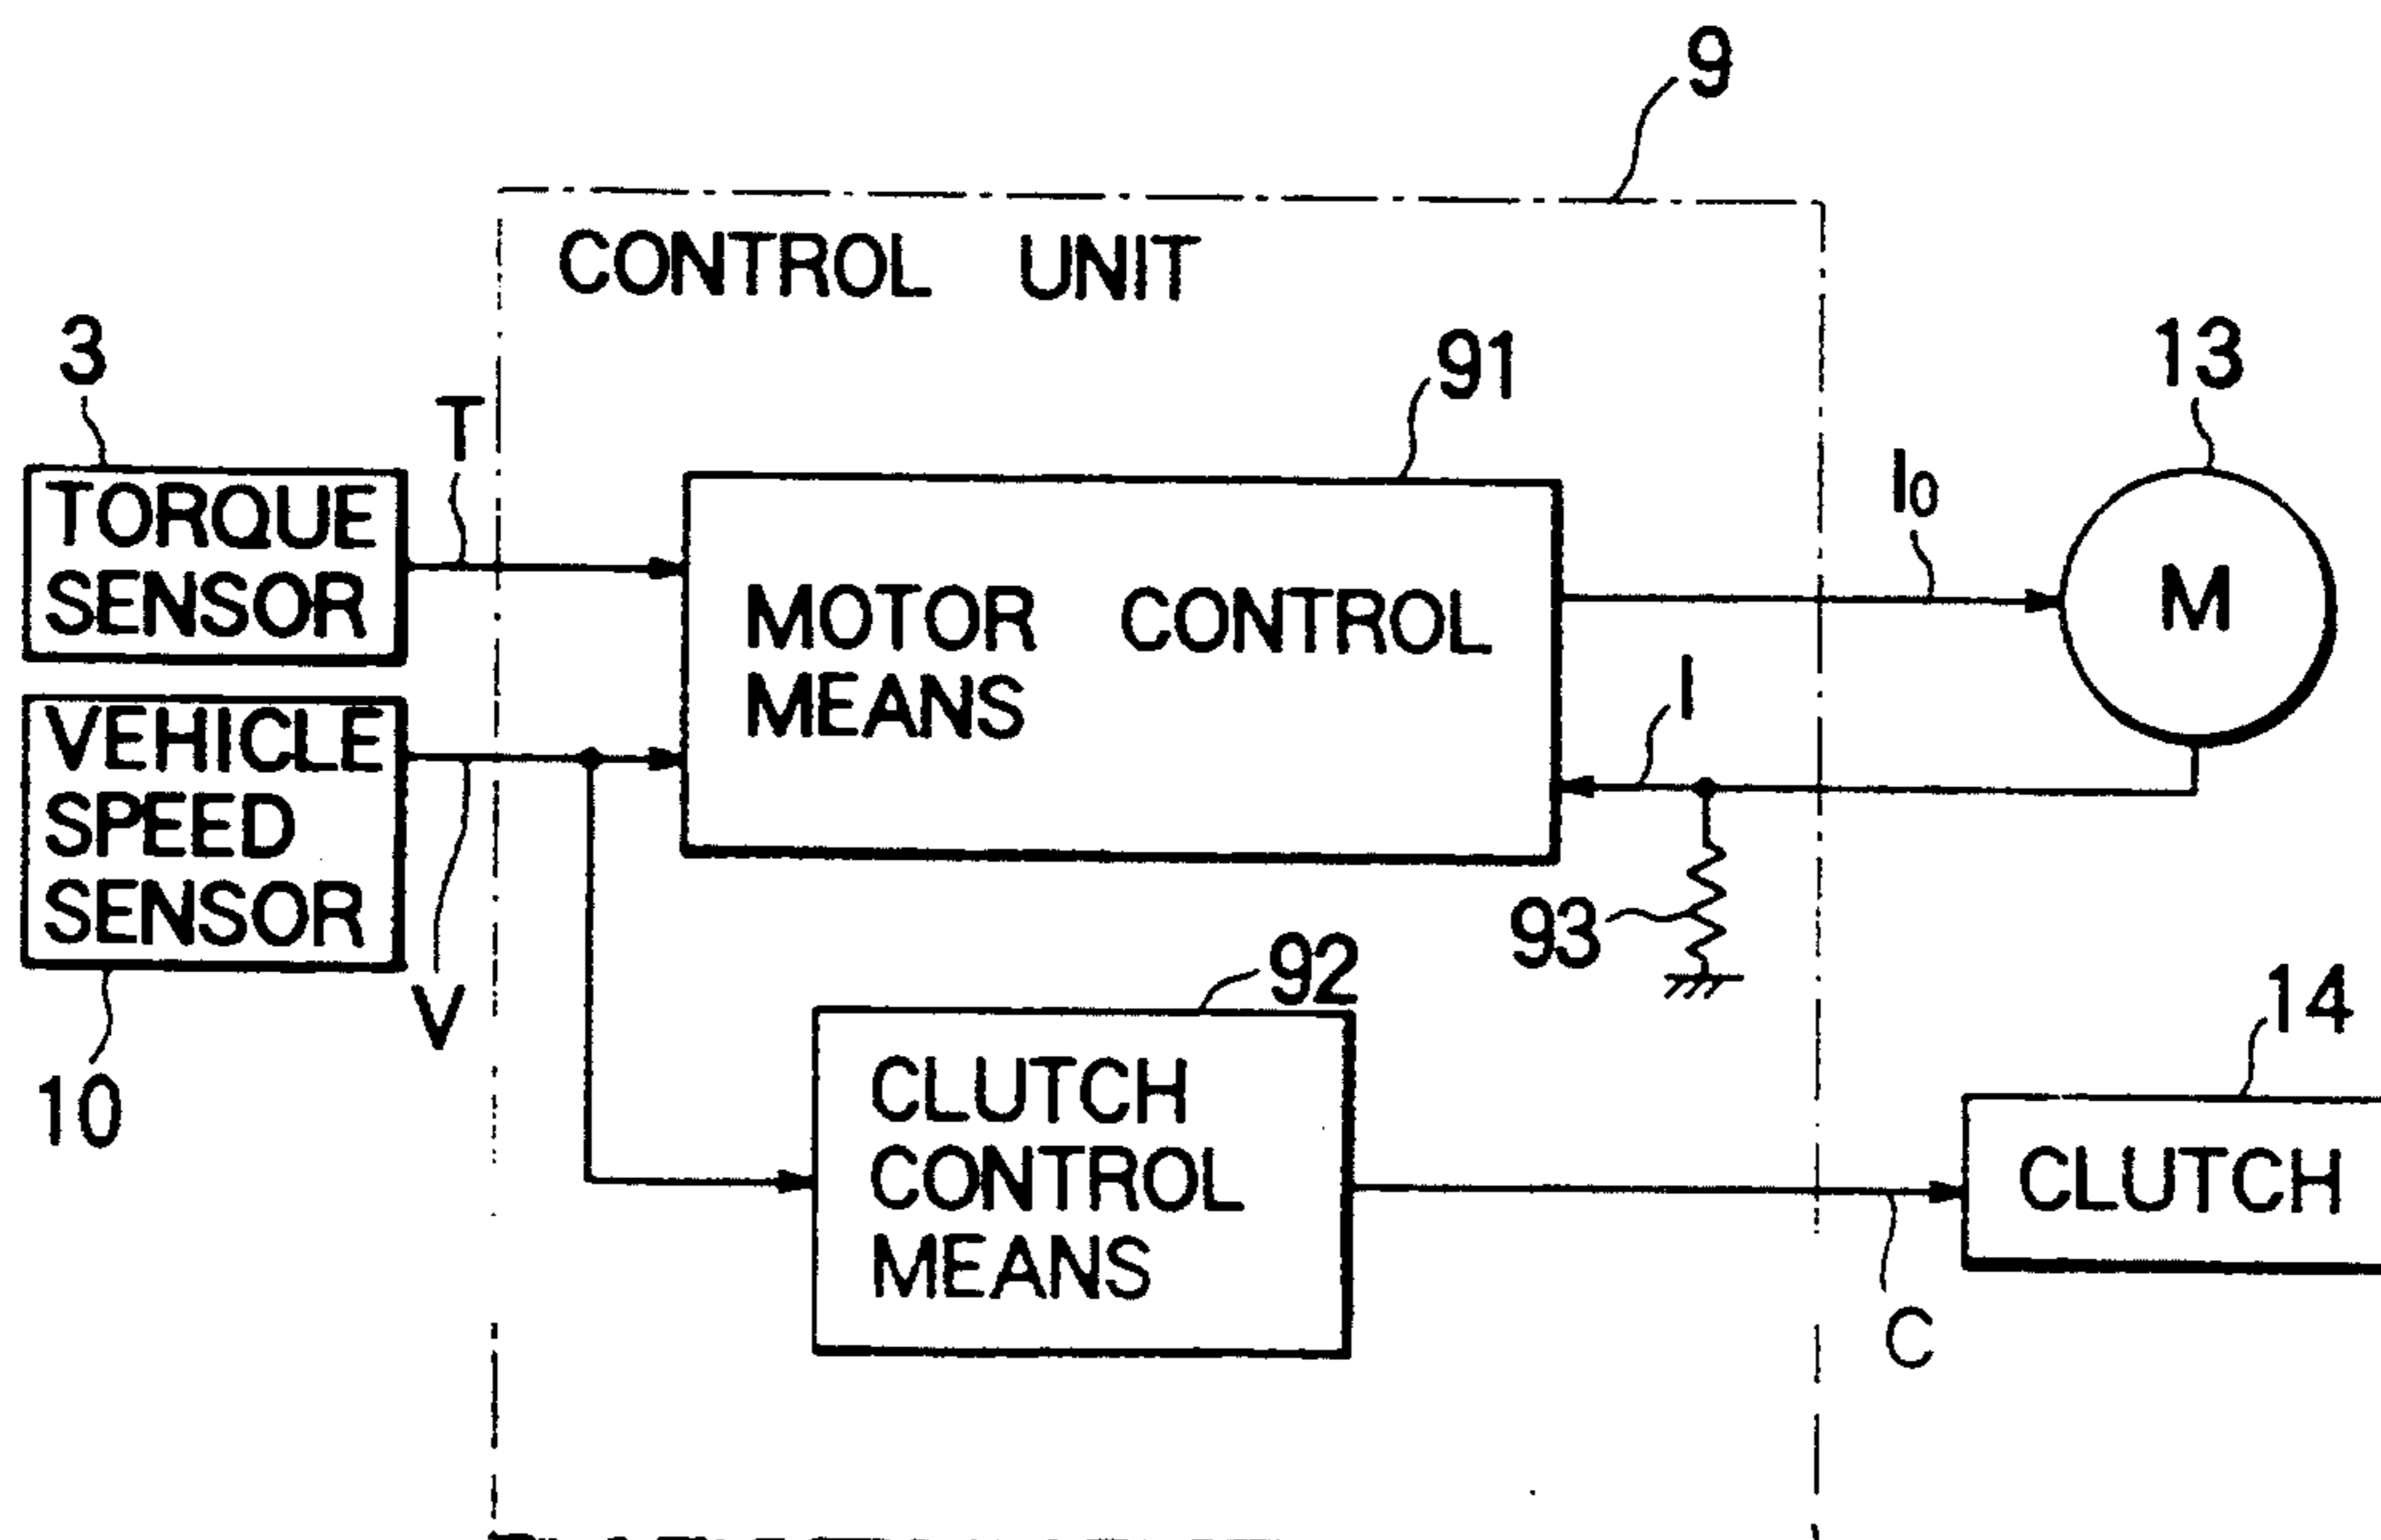 9
CONTROL UNIT
3
T
91
13
TORQUE
SENSOR
I0
MOTOR CONTROL
MEANS
M
I
VEHICLE
SPEED
SENSOR
V
10
93
92
CLUTCH
CONTROL
MEANS
14
CLUTCH
C